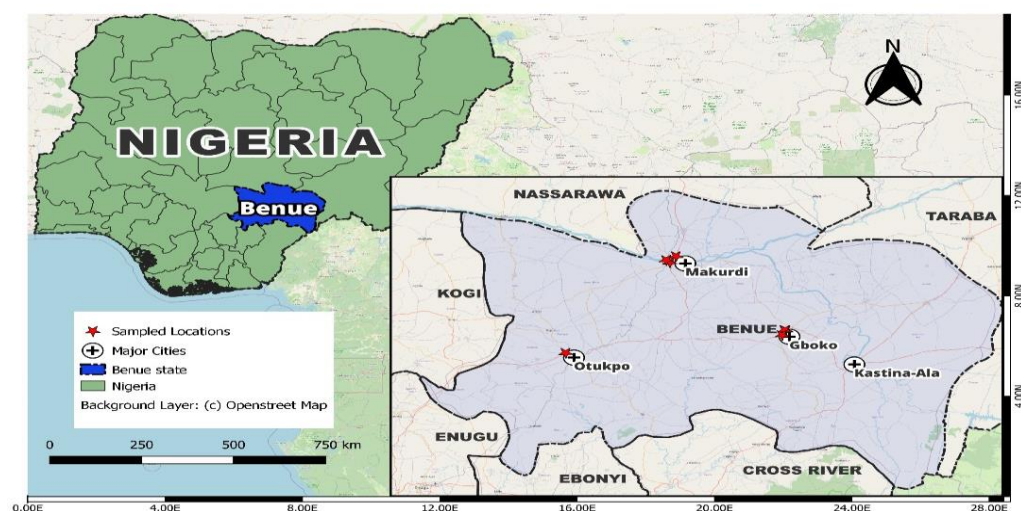 N
NIGERIA
Benue
NASSARAWA
TARABA
Makurdi
KOGI
BENUE
Gboko
Otukpo
Kastina-Ala
ENUGU
EBONYI
CROSS RIVER
Sampled Locations
Major Cities
Benue state
Nigeria
Background Layer: (c) Openstreet Map
0 250 500 750 km
16.00N
12.00N
8.00N
4.00N
0.00E 4.00E 8.00E 12.00E 16.00E 20.00E 24.00E 28.00E